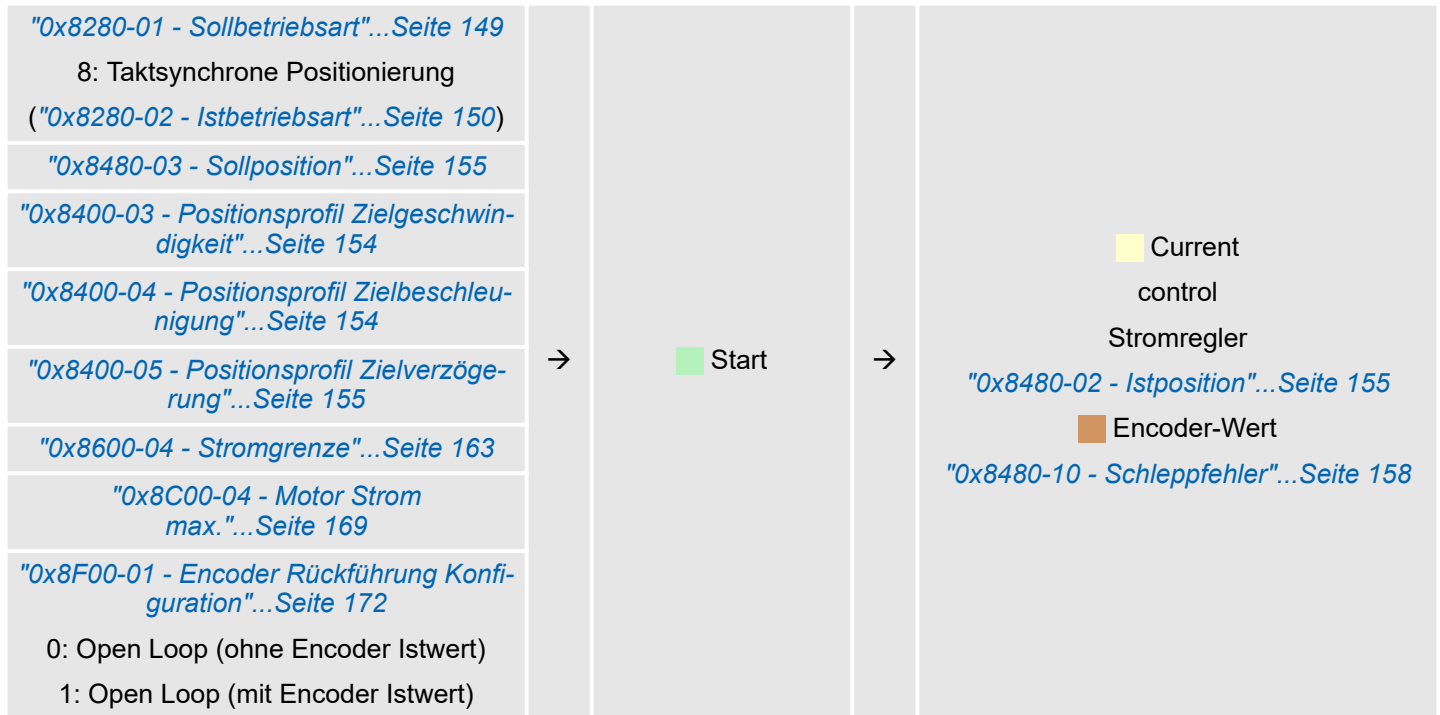 "0x8280-01 - Sollbetriebsart"...Seite 149
8: Taktsynchrone Positionierung
("0x8280-02 - Istbetriebsart"...Seite 150)
"0x8480-03 - Sollposition"...Seite 155
"0x8400-03 - Positionsprofil Zielgeschwin-
digkeit"...Seite 154
"0x8400-04 - Positionsprofil Zielbeschleu-
nigung"...Seite 154
"0x8400-05 - Positionsprofil Zielverzöge-
rung"...Seite 155
"0x8600-04 - Stromgrenze"...Seite 163
"0x8C00-04 - Motor Strom
max."...Seite 169
"0x8F00-01 - Encoder Rückführung Konfi-
guration"...Seite 172
0: Open Loop (ohne Encoder Istwert)
1: Open Loop (mit Encoder Istwert)
→
Start
→
Current
control
Stromregler
"0x8480-02 - Istposition"...Seite 155
Encoder-Wert
"0x8480-10 - Schleppfehler"...Seite 158